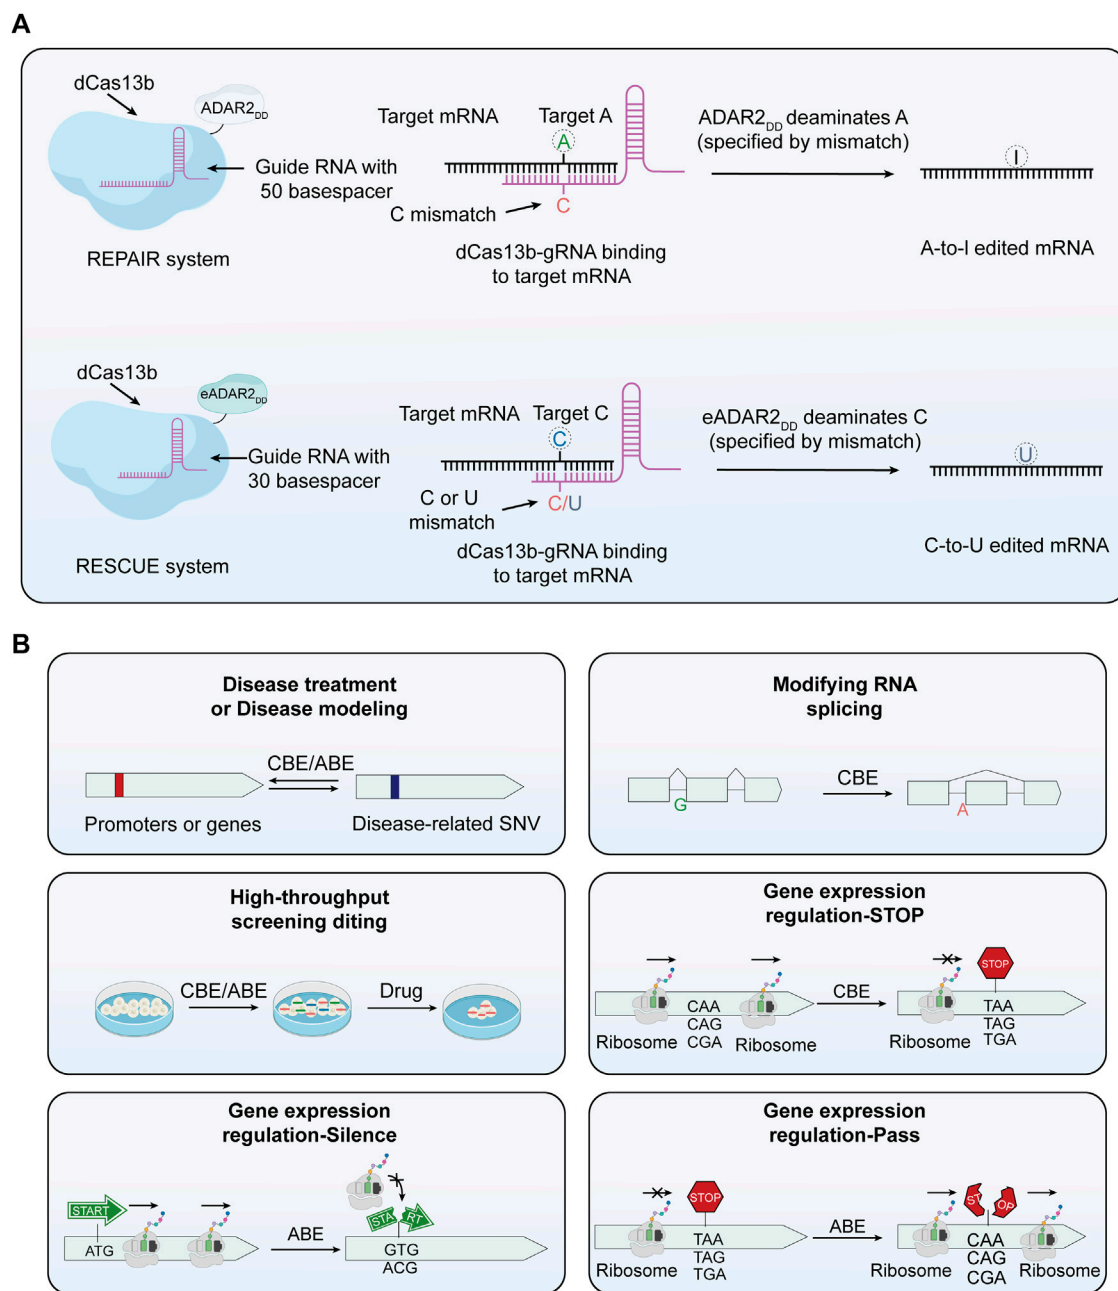 A
dCas13b
ADAR2DD
Guide RNA with
50 basespacer
REPAIR system
Target mRNA
Target A
A
C mismatch
C
dCas13b-gRNA binding
to target mRNA
ADAR2DD deaminates A
(specified by mismatch)
I
A-to-I edited mRNA
dCas13b
eADAR2DD
Guide RNA with
30 basespacer
RESCUE system
Target mRNA
Target C
C
C or U
mismatch
C/U
dCas13b-gRNA binding
to target mRNA
eADAR2DD deaminates C
(specified by mismatch)
U
C-to-U edited mRNA
B
Disease treatment
or Disease modeling
CBE/ABE
Promoters or genes
Disease-related SNV
Modifying RNA
splicing
G
CBE
A
High-throughput
screening diting
CBE/ABE
Drug
Gene expression
regulation-STOP
Ribosome
CAA
CAG
CGA
Ribosome
CBE
STOP
Ribosome
TAA
TAG
TGA
Gene expression
regulation-Silence
START
ATG
ABE
STA
RT
GTG
ACG
Gene expression
regulation-Pass
STOP
Ribosome
TAA
TAG
TGA
ABE
ST
OP
Ribosome
CAA
CAG
CGA
Ribosome